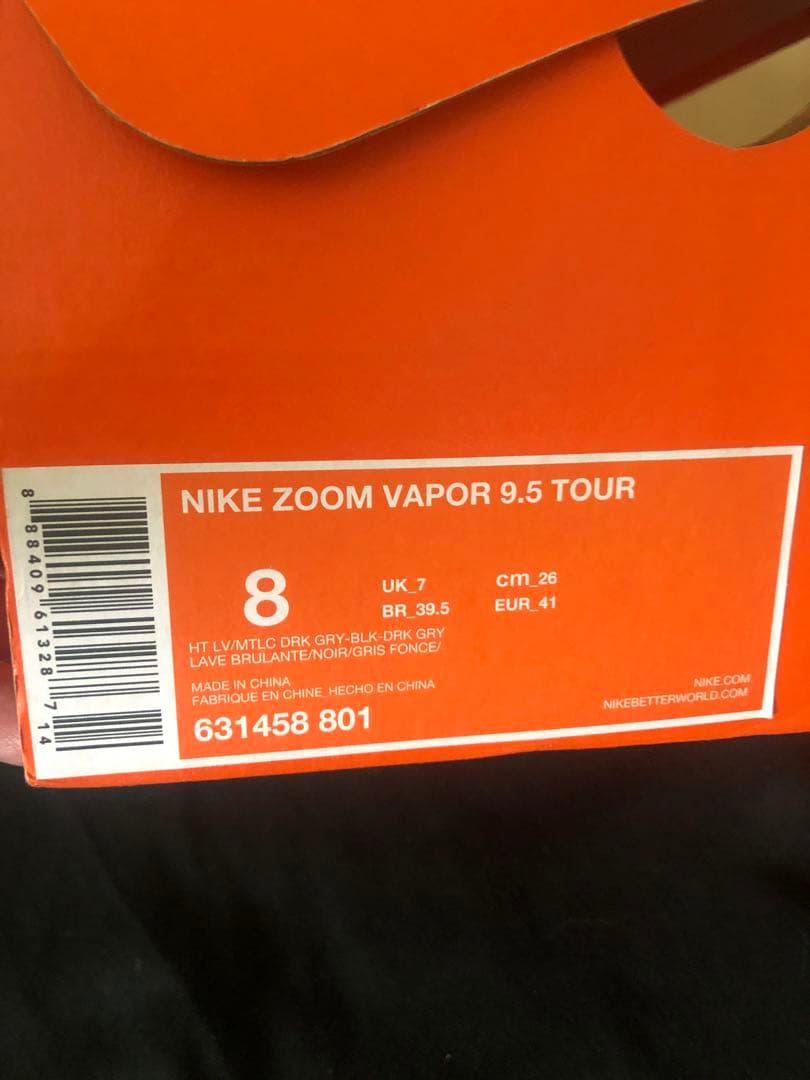 NIKE ZOOM VAPOR 9.5 TOUR
8
UK_7
cm_26
BR_39.5
EUR_41
HT LV/MTLC DRK GRY-BLK-DRK GRY
LAVE BRULANTE/NOIR/GRIS FONCE/
MADE IN CHINA
FABRIQUE EN CHINE_HECHO EN CHINA
631458 801
NIKE.COM
NIKEBETTERWORLD.COM
8 88409 61328 7 14